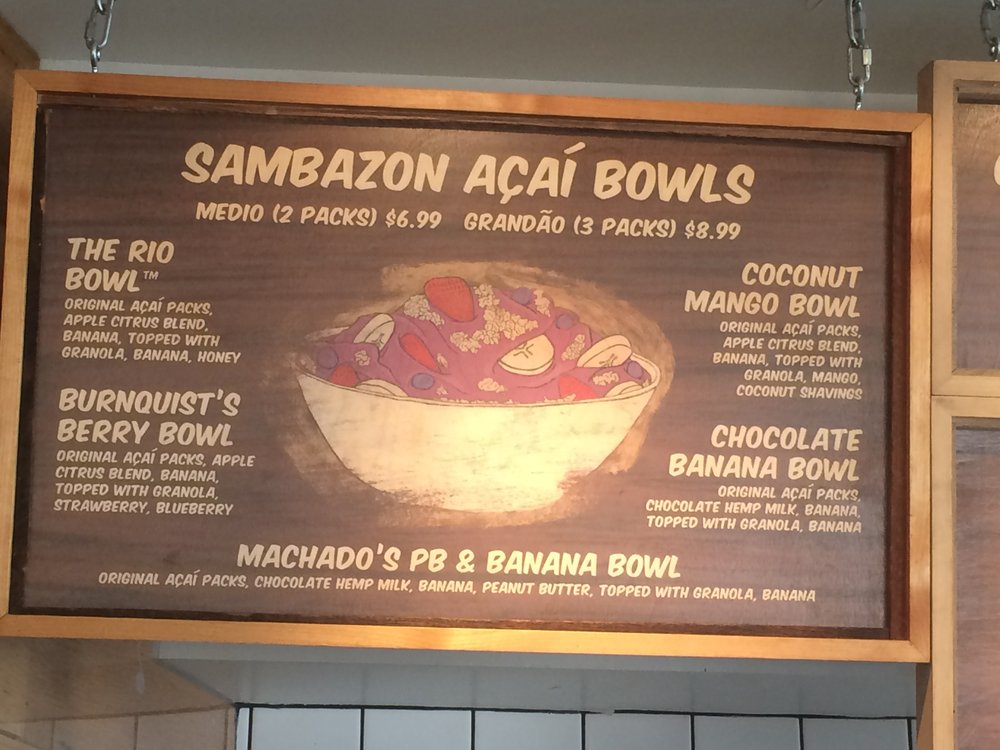 SAMBAZON AÇAÍ BOWLS
MEDIO (2 PACKS) $6.99 GRANDÃO (3 PACKS) $8.99
THE RIO
BOWL™
ORIGINAL AÇAÍ PACKS,
APPLE CITRUS BLEND,
BANANA, TOPPED WITH
GRANOLA, BANANA, HONEY
BURNQUIST'S
BERRY BOWL
ORIGINAL AÇAÍ PACKS, APPLE
CITRUS BLEND, BANANA,
TOPPED WITH GRANOLA,
STRAWBERRY, BLUEBERRY
COCONUT
MANGO BOWL
ORIGINAL AÇAÍ PACKS,
APPLE CITRUS BLEND,
BANANA, TOPPED WITH
GRANOLA, MANGO,
COCONUT SHAVINGS
CHOCOLATE
BANANA BOWL
ORIGINAL AÇAÍ PACKS,
CHOCOLATE HEMP MILK, BANANA,
TOPPED WITH GRANOLA, BANANA
MACHADO'S PB & BANANA BOWL
ORIGINAL AÇAÍ PACKS, CHOCOLATE HEMP MILK, BANANA, PEANUT BUTTER, TOPPED WITH GRANOLA, BANANA